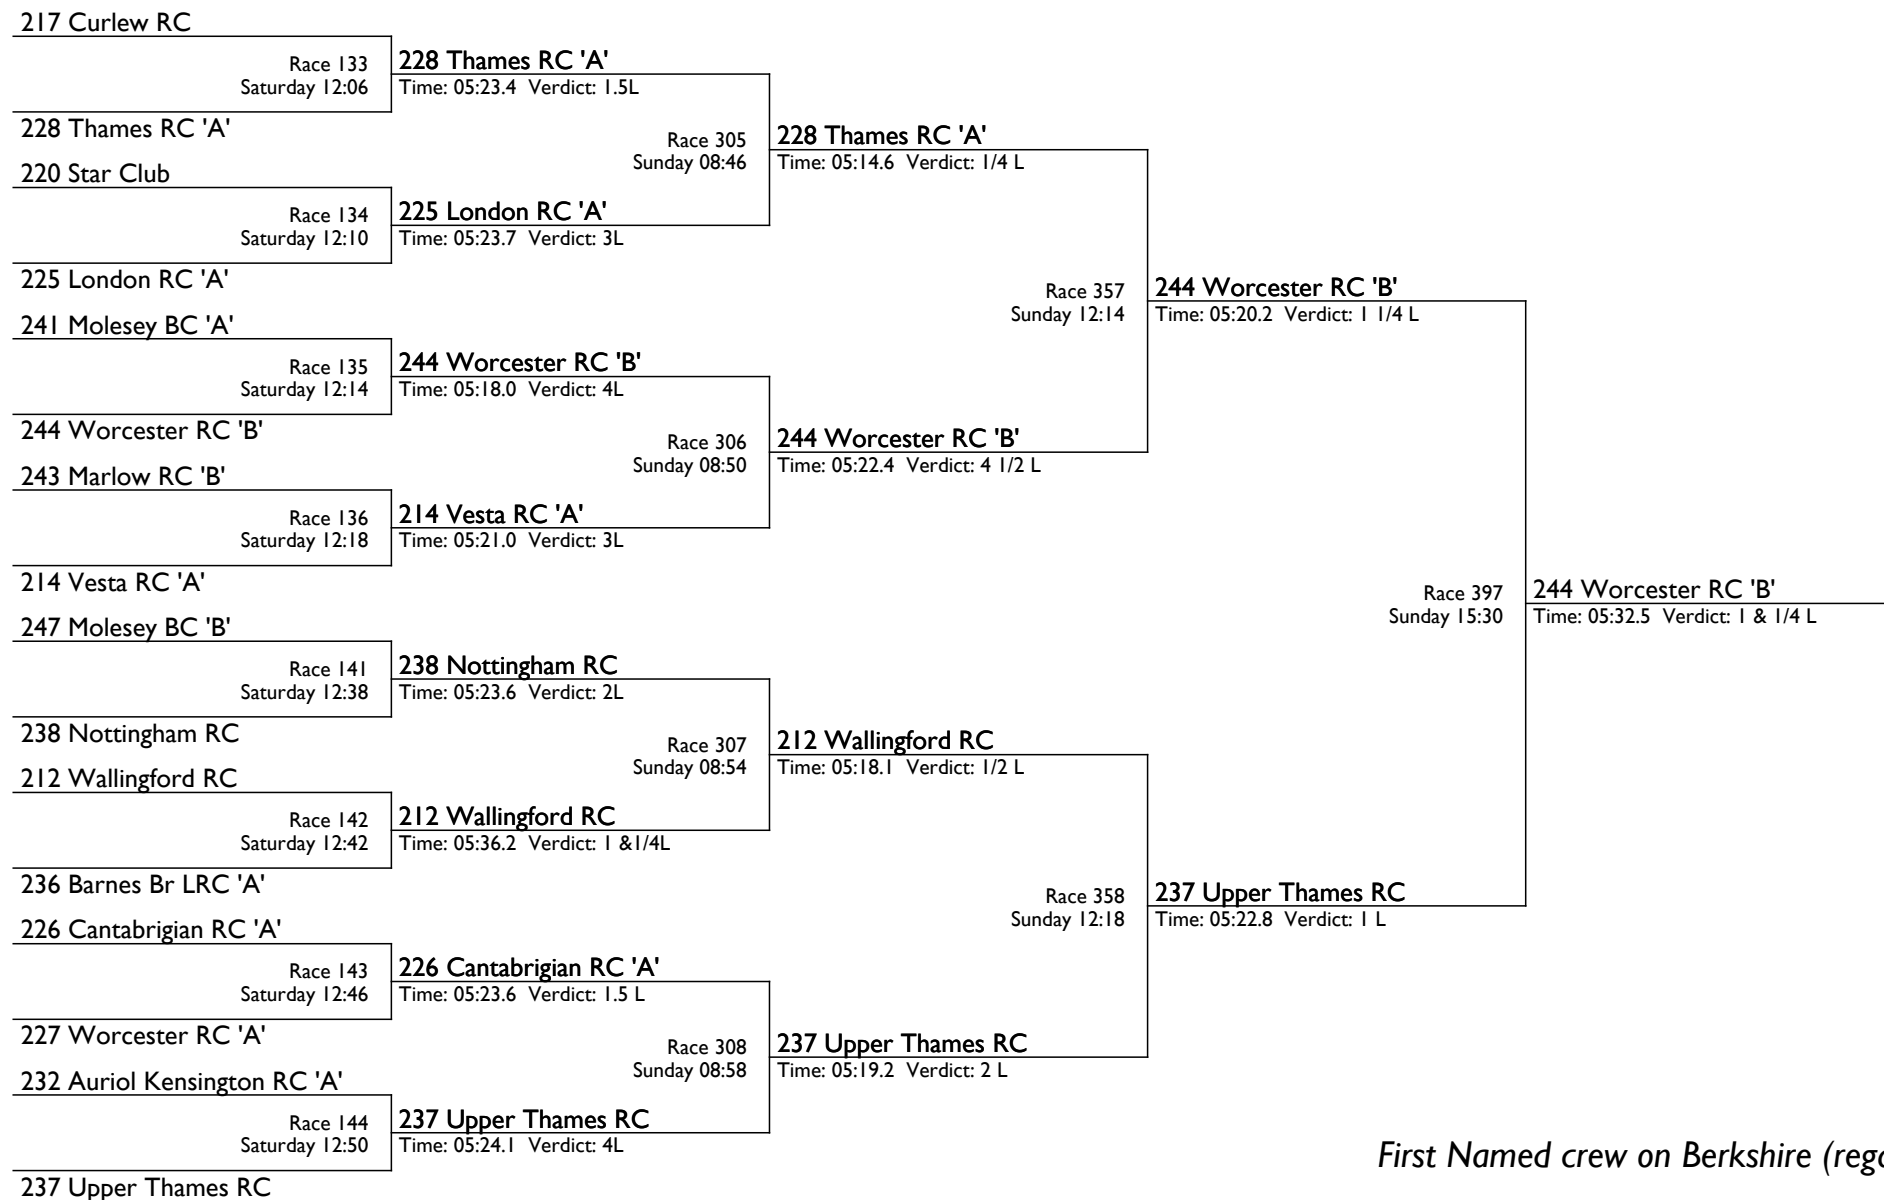 217 Curlew RC
Race 133
Saturday 12:06
228 Thames RC 'A'
228 Thames RC 'A'
Time: 05:23.4 Verdict: 1.5L
220 Star Club
Race 134
Saturday 12:10
225 London RC 'A'
225 London RC 'A'
Time: 05:23.7 Verdict: 3L
Race 305
Sunday 08:46
228 Thames RC 'A'
Time: 05:14.6 Verdict: 1/4 L
241 Molesey BC 'A'
Race 135
Saturday 12:14
244 Worcester RC 'B'
244 Worcester RC 'B'
Time: 05:18.0 Verdict: 4L
243 Marlow RC 'B'
Race 136
Saturday 12:18
214 Vesta RC 'A'
214 Vesta RC 'A'
Time: 05:21.0 Verdict: 3L
Race 306
Sunday 08:50
244 Worcester RC 'B'
Time: 05:22.4 Verdict: 4 1/2 L
Race 357
Sunday 12:14
244 Worcester RC 'B'
Time: 05:20.2 Verdict: 1 1/4 L
247 Molesey BC 'B'
Race 141
Saturday 12:38
238 Nottingham RC
238 Nottingham RC
Time: 05:23.6 Verdict: 2L
212 Wallingford RC
Race 142
Saturday 12:42
236 Barnes Br LRC 'A'
212 Wallingford RC
Time: 05:36.2 Verdict: 1 &1/4L
Race 307
Sunday 08:54
212 Wallingford RC
Time: 05:18.1 Verdict: 1/2 L
226 Cantabrigian RC 'A'
Race 143
Saturday 12:46
227 Worcester RC 'A'
226 Cantabrigian RC 'A'
Time: 05:23.6 Verdict: 1.5 L
232 Auriol Kensington RC 'A'
Race 144
Saturday 12:50
237 Upper Thames RC
237 Upper Thames RC
Time: 05:24.1 Verdict: 4L
Race 308
Sunday 08:58
237 Upper Thames RC
Time: 05:19.2 Verdict: 2 L
Race 358
Sunday 12:18
237 Upper Thames RC
Time: 05:22.8 Verdict: 1 L
Race 397
Sunday 15:30
244 Worcester RC 'B'
Time: 05:32.5 Verdict: 1 & 1/4 L
First Named crew on Berkshire